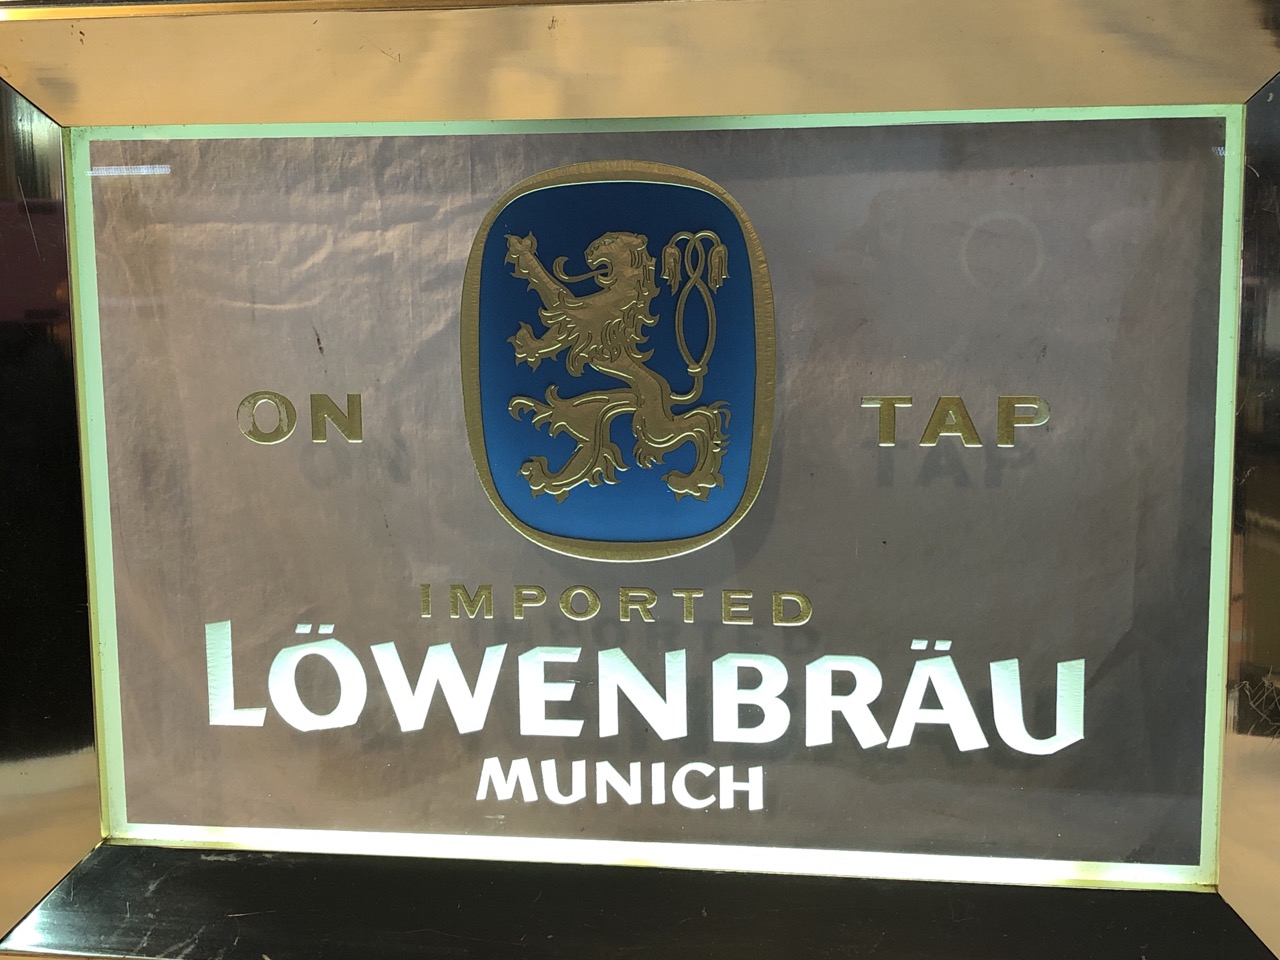 ON TAP
IMPORTED
LÖWENBRÄU
MUNICH